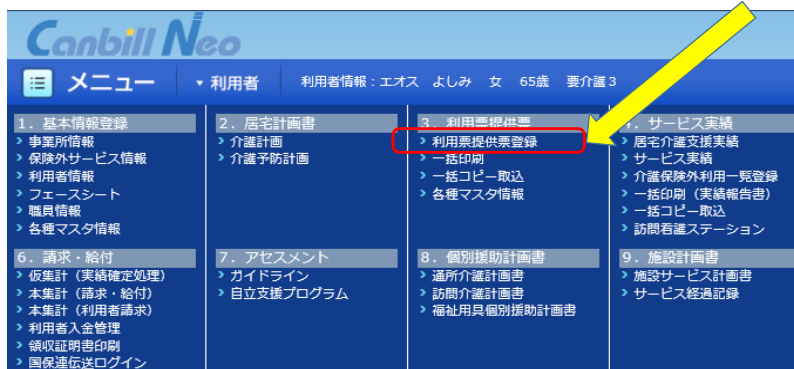 Canbill Neo
メニュー ▼ 利用者 利用者情報：エオス よしみ 女 65歳 要介護3
1．基本情報登録
> 事業所情報
> 保険外サービス情報
> 利用者情報
> フェースシート
> 職員情報
> 各種マスタ情報
2．居宅計画書
> 介護計画
> 介護予防計画
3．利用票提供票
> 利用票提供票登録
> 一括印刷
> 一括コピー取込
> 各種マスタ情報
4．サービス実績
> 居宅介護支援実績
> サービス実績
> 介護保険外利用一覧登録
> 一括印刷（実績報告書）
> 一括コピー取込
> 訪問看護ステーション
6．請求・給付
> 仮集計（実績確定処理）
> 本集計（請求・給付）
> 本集計（利用者請求）
> 利用者入金管理
> 領収証明書印刷
> 国保連伝送ログイン
7．アセスメント
> ガイドライン
> 自立支援プログラム
8．個別援助計画書
> 通所介護計画書
> 訪問介護計画書
> 福祉用具個別援助計画書
9．施設計画書
> 施設サービス計画書
> サービス経過記録